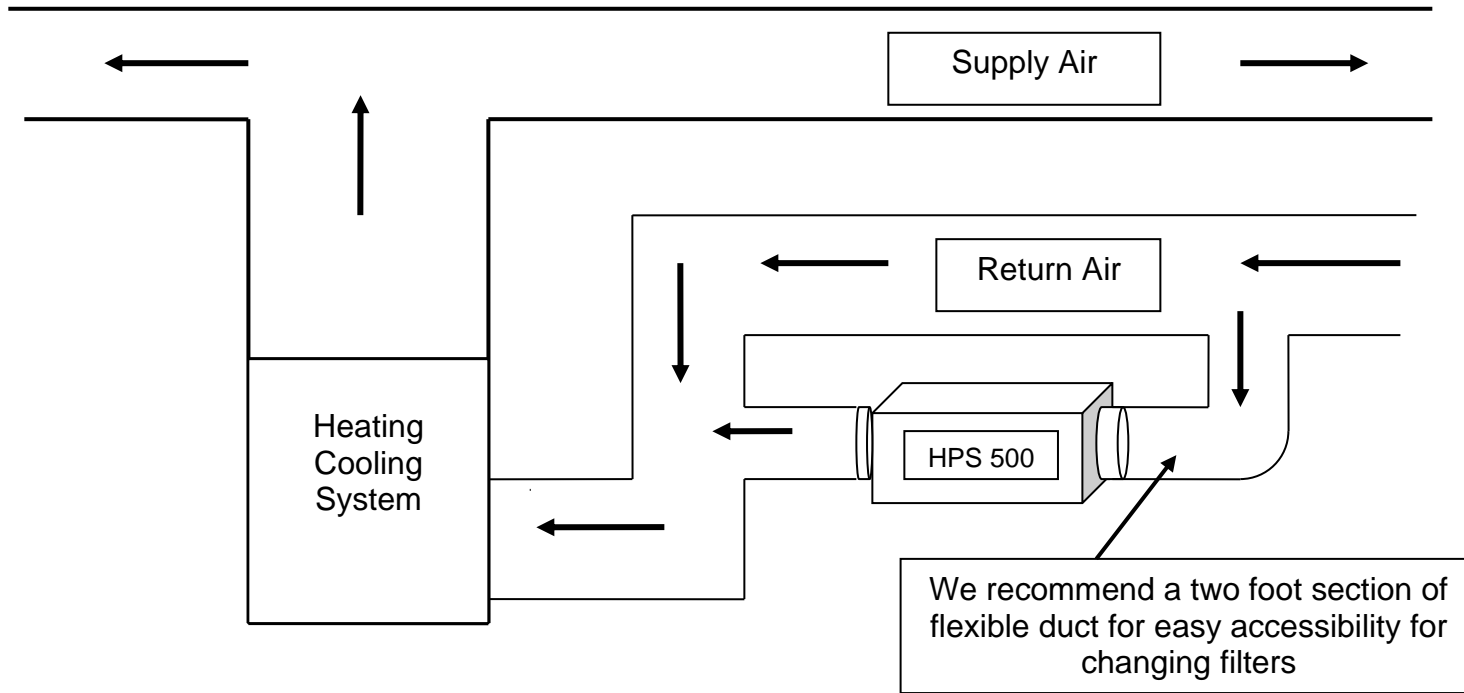 Supply Air
Return Air
Heating
Cooling
System
HPS 500
We recommend a two foot section of
flexible duct for easy accessibility for
changing filters